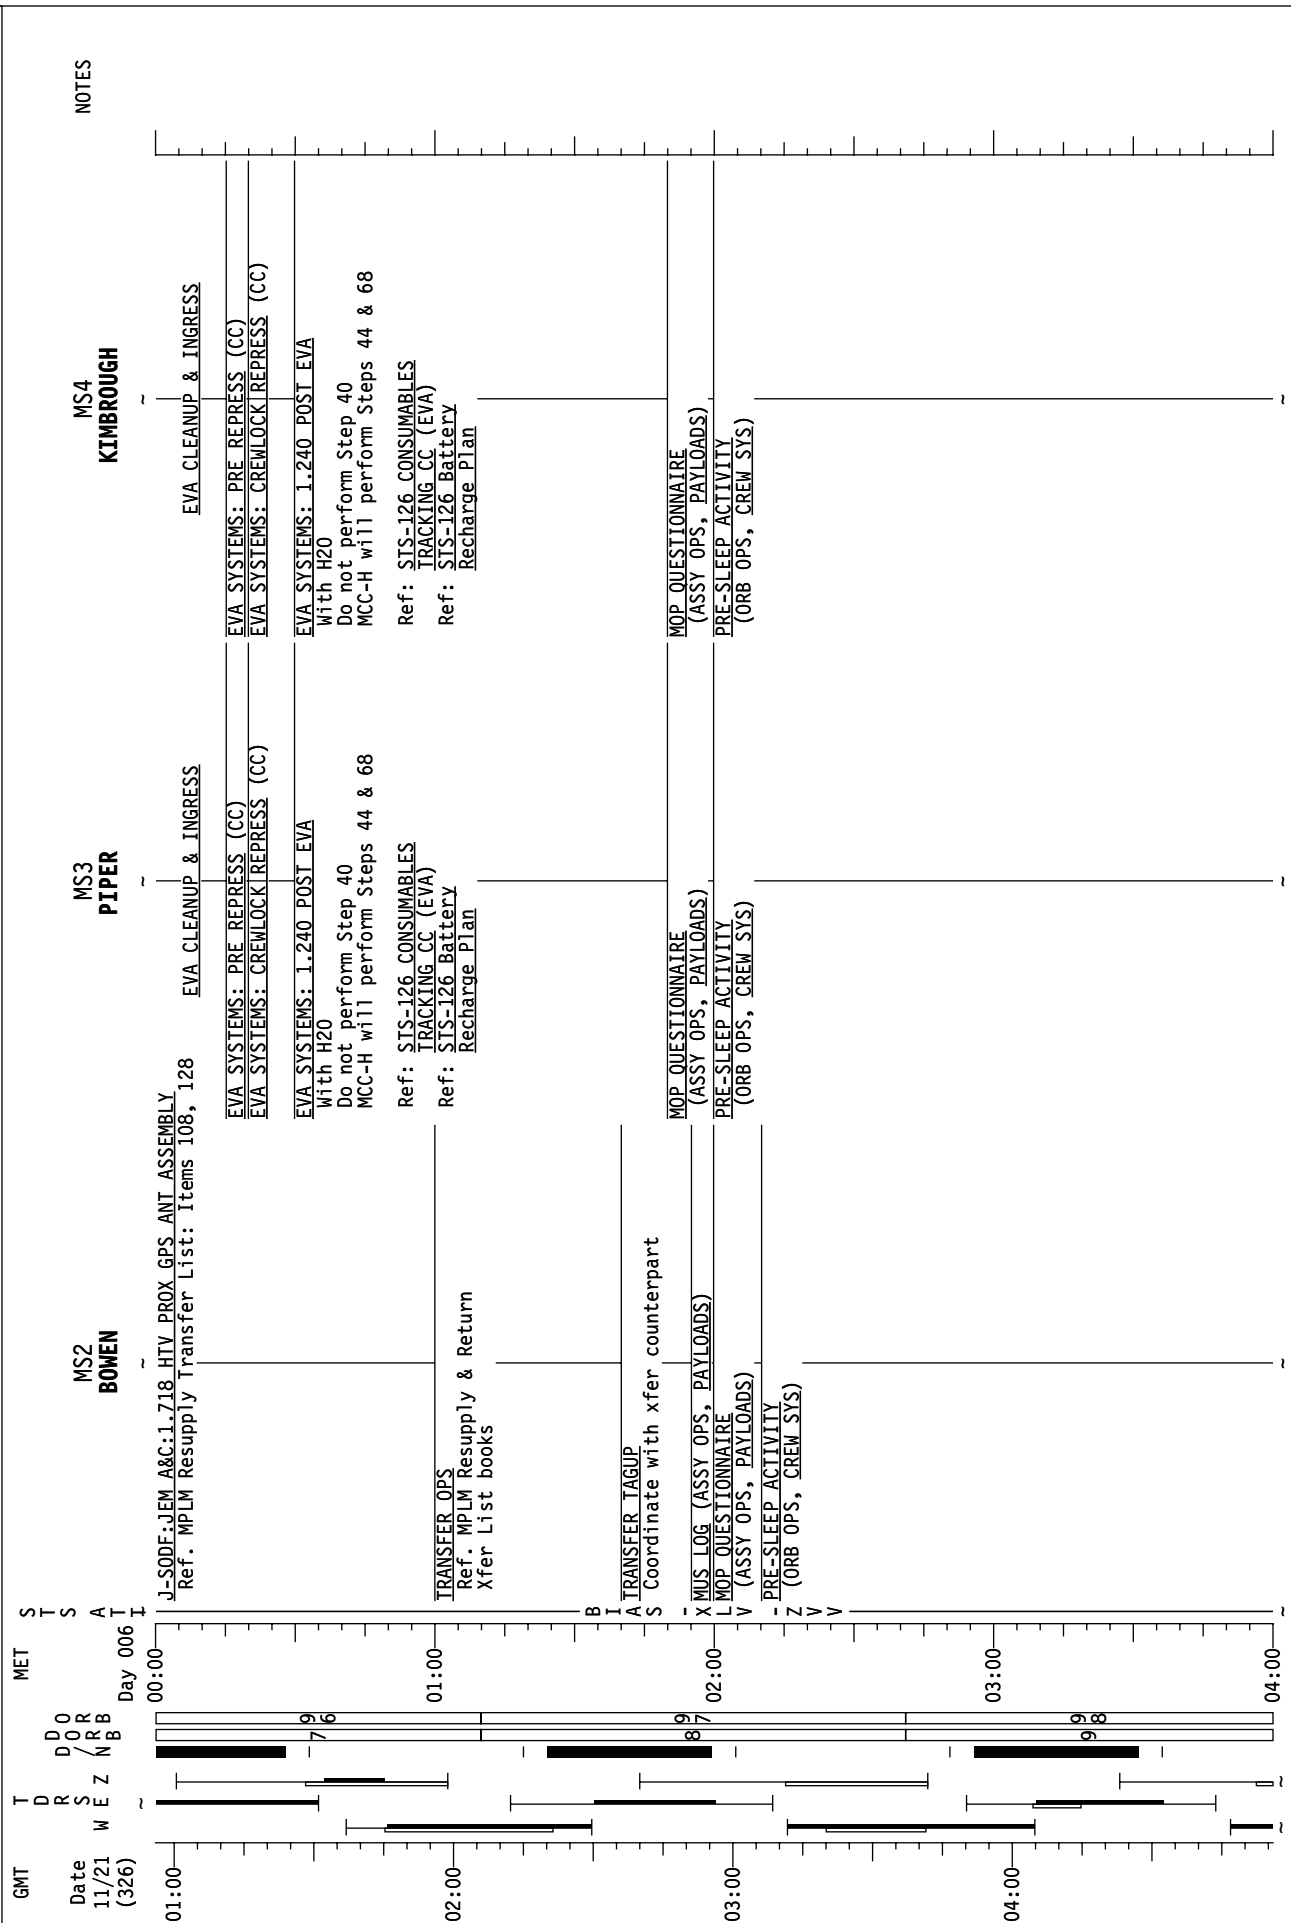 GMT
Date
11/21
(326)
01:00
02:00
03:00
04:00
T
D
R
S
W E Z
~
~
~
~
D
/
N
D O
O R
R B
B
7
96
8
97
9
98
MET
Day 006
00:00
01:00
02:00
03:00
04:00
S
T
S
A
T
T
I
B
I
A
S
-
X
L
V
-
Z
V
V
~
MS2
BOWEN
~
J-SODF:JEM A&C:1.718 HTV PROX GPS ANT ASSEMBLY
Ref. MPLM Resupply Transfer List: Items 108, 128
TRANSFER OPS
Ref. MPLM Resupply & Return
Xfer List books
TRANSFER TAGUP
Coordinate with xfer counterpart
MUS LOG (ASSY OPS, PAYLOADS)
MOP QUESTIONNAIRE
(ASSY OPS, PAYLOADS)
PRE-SLEEP ACTIVITY
(ORB OPS, CREW SYS)
~
MS3
PIPER
~
EVA CLEANUP & INGRESS
EVA SYSTEMS: PRE REPRESS (CC)
EVA SYSTEMS: CREWLOCK REPRESS (CC)
EVA SYSTEMS: 1.240 POST EVA
With H2O
Do not perform Step 40
MCC-H will perform Steps 44 & 68
Ref: STS-126 CONSUMABLES
TRACKING CC (EVA)
Ref: STS-126 Battery
Recharge Plan
MOP QUESTIONNAIRE
(ASSY OPS, PAYLOADS)
PRE-SLEEP ACTIVITY
(ORB OPS, CREW SYS)
~
MS4
KIMBROUGH
~
EVA CLEANUP & INGRESS
EVA SYSTEMS: PRE REPRESS (CC)
EVA SYSTEMS: CREWLOCK REPRESS (CC)
EVA SYSTEMS: 1.240 POST EVA
With H2O
Do not perform Step 40
MCC-H will perform Steps 44 & 68
Ref: STS-126 CONSUMABLES
TRACKING CC (EVA)
Ref: STS-126 Battery
Recharge Plan
MOP QUESTIONNAIRE
(ASSY OPS, PAYLOADS)
PRE-SLEEP ACTIVITY
(ORB OPS, CREW SYS)
~
NOTES